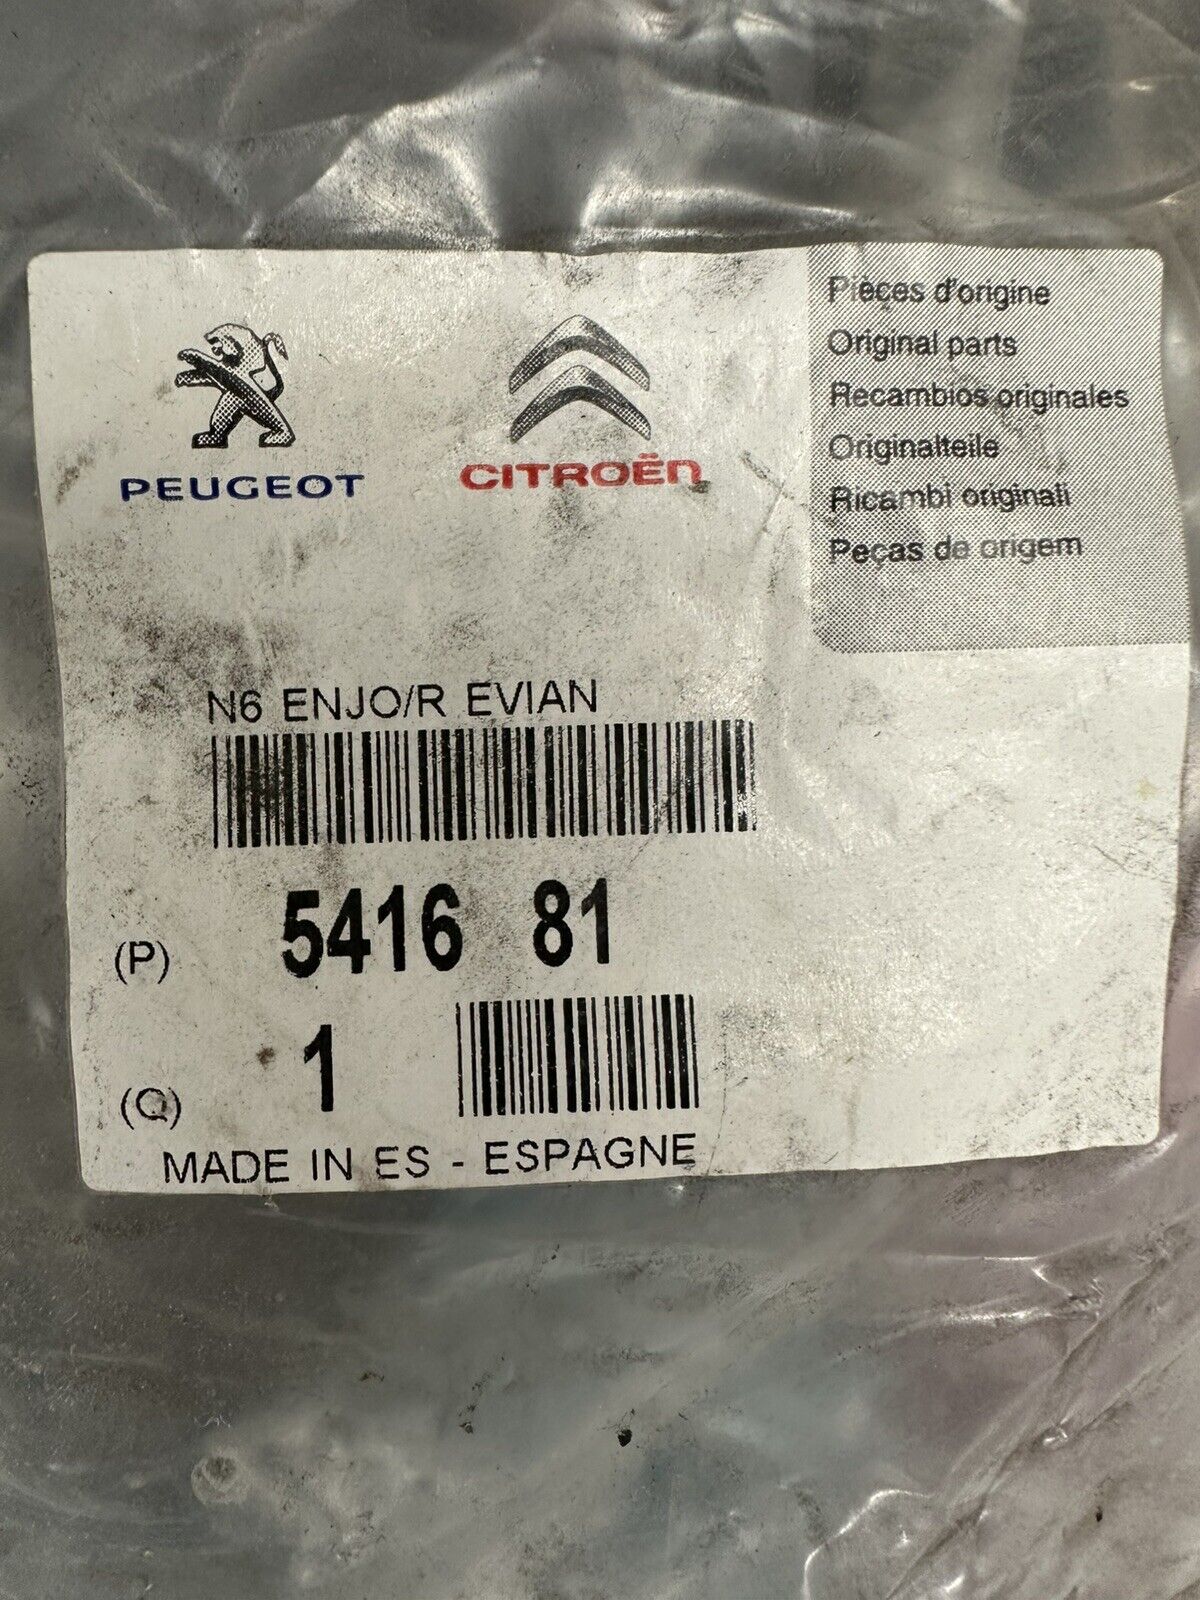 PEUGEOT
CITROËN
Pièces d'origine
Original parts
Recambios originales
Originalteile
Ricambi originali
Peças de origem
N6 ENJO/R EVIAN
(P) 5416 81
(Q) 1
MADE IN ES - ESPAGNE